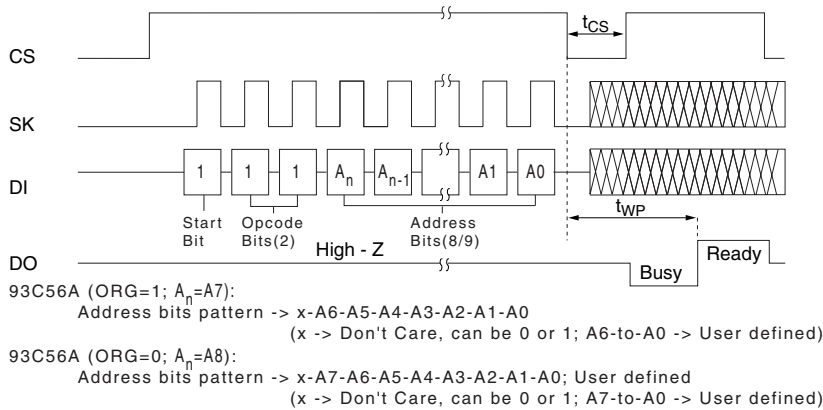 t_CS
CS
SK
DI
1 1 1 A_n A_n-1 A1 A0
Start Bit
Opcode Bits(2)
Address Bits(8/9)
t_WP
DO
High - Z
Busy
Ready
93C56A (ORG=1; A_n=A7):
Address bits pattern -> x-A6-A5-A4-A3-A2-A1-A0
(x -> Don't Care, can be 0 or 1; A6-to-A0 -> User defined)
93C56A (ORG=0; A_n=A8):
Address bits pattern -> x-A7-A6-A5-A4-A3-A2-A1-A0; User defined
(x -> Don't Care, can be 0 or 1; A7-to-A0 -> User defined)